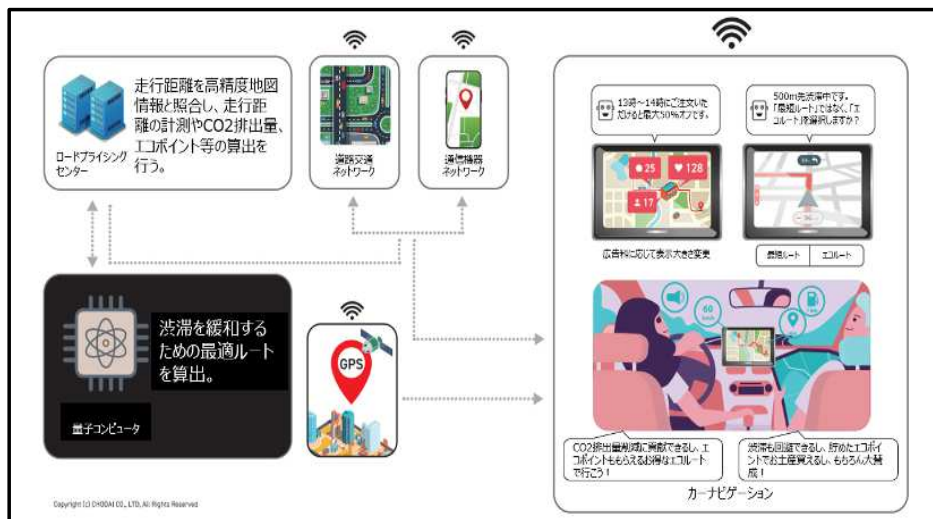 走行距離を高精度地図
情報と照合し、走行距
離の計測やCO2排出量、
エコポイント等の算出を
行う。
ロードプライシング
センター
道路交通
ネットワーク
通信機器
ネットワーク
13時～14時にご注文いた
だけると最大50%オフです。
500m先渋滞中です。
「最短ルート」ではなく、「エ
コルート」を選択しますか？
25
128
17
広告料に応じて表示大きさ変更
最短ルート
エコルート
渋滞を緩和する
ための最適ルート
を算出。
量子コンピュータ
GPS
60
km/h
CO2排出量削減に貢献できるし、エ
コポイントももらえるお得なエコルート
で行こう！
渋滞も回避できるし、貯めたエコポイ
ントでお土産買えるし、もちろん大賛
成！
カーナビゲーション
Copyright (c) CHODAI CO., LTD, All Rights Reserved